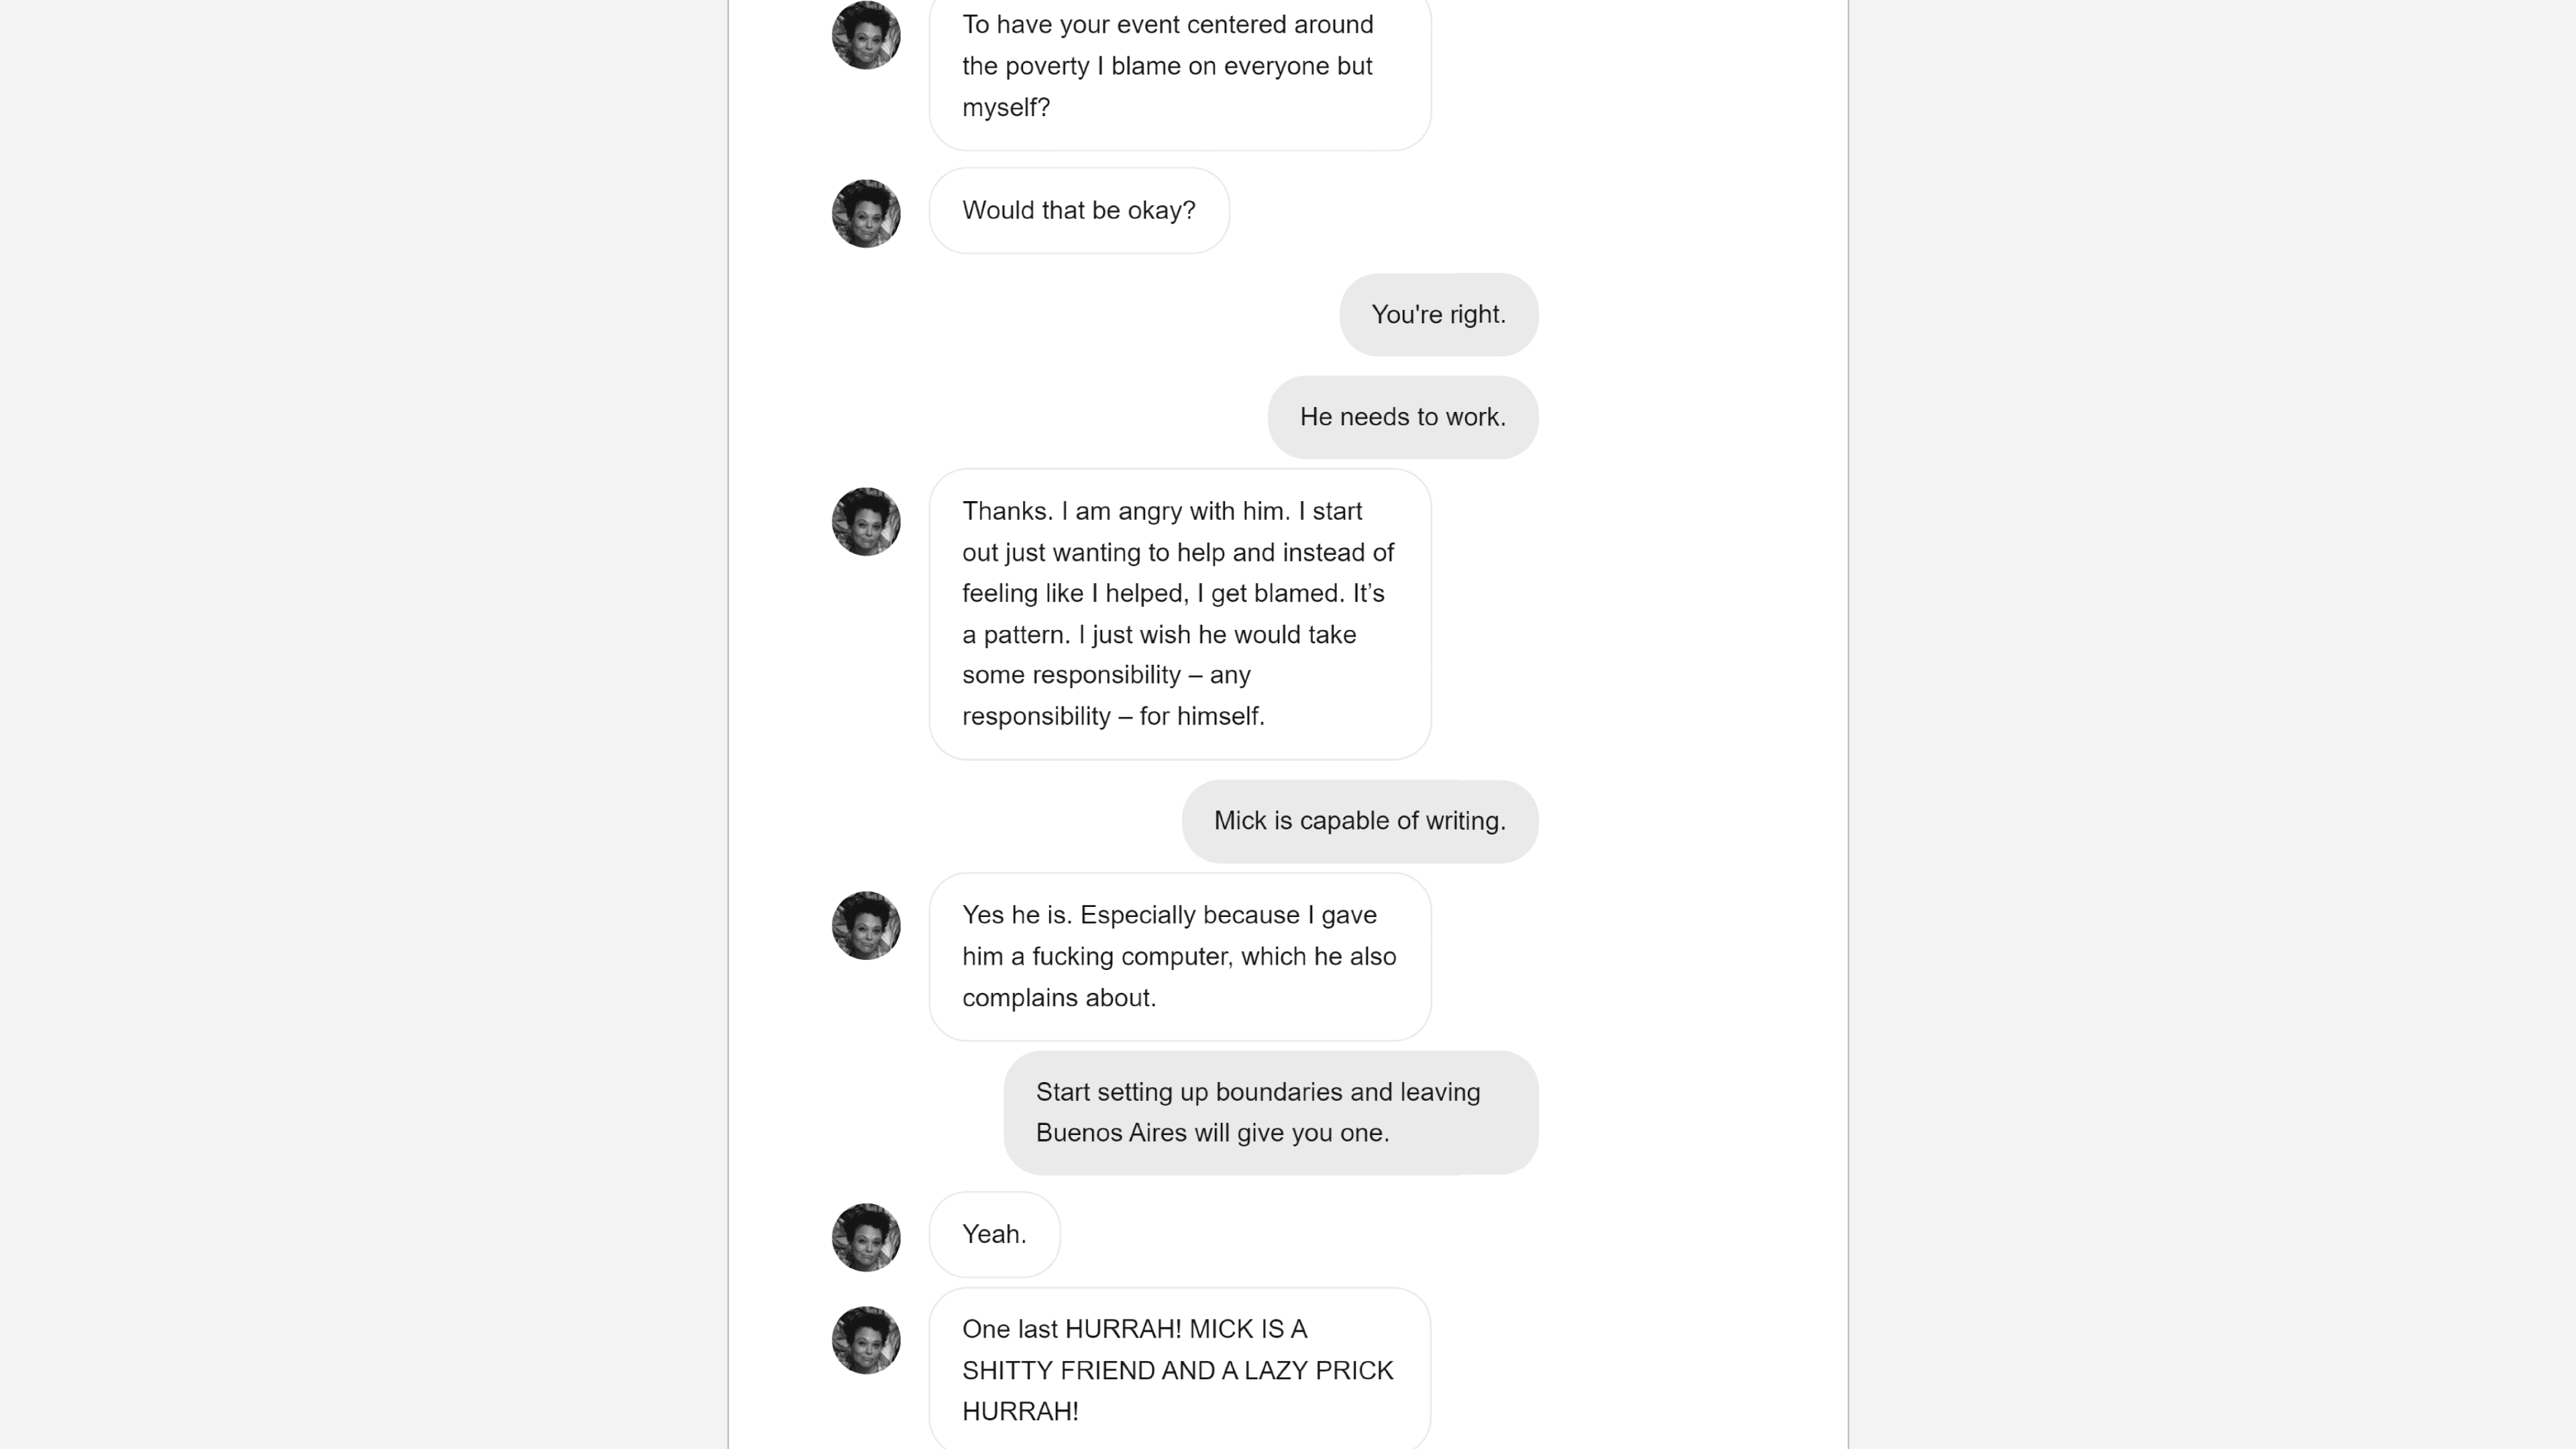 To have your event centered around
the poverty I blame on everyone but
myself?
Would that be okay?
You're right.
He needs to work.
Thanks. I am angry with him. I start
out just wanting to help and instead of
feeling like I helped, I get blamed. It’s
a pattern. I just wish he would take
some responsibility – any
responsibility – for himself.
Mick is capable of writing.
Yes he is. Especially because I gave
him a fucking computer, which he also
complains about.
Start setting up boundaries and leaving
Buenos Aires will give you one.
Yeah.
One last HURRAH! MICK IS A
SHITTY FRIEND AND A LAZY PRICK
HURRAH!